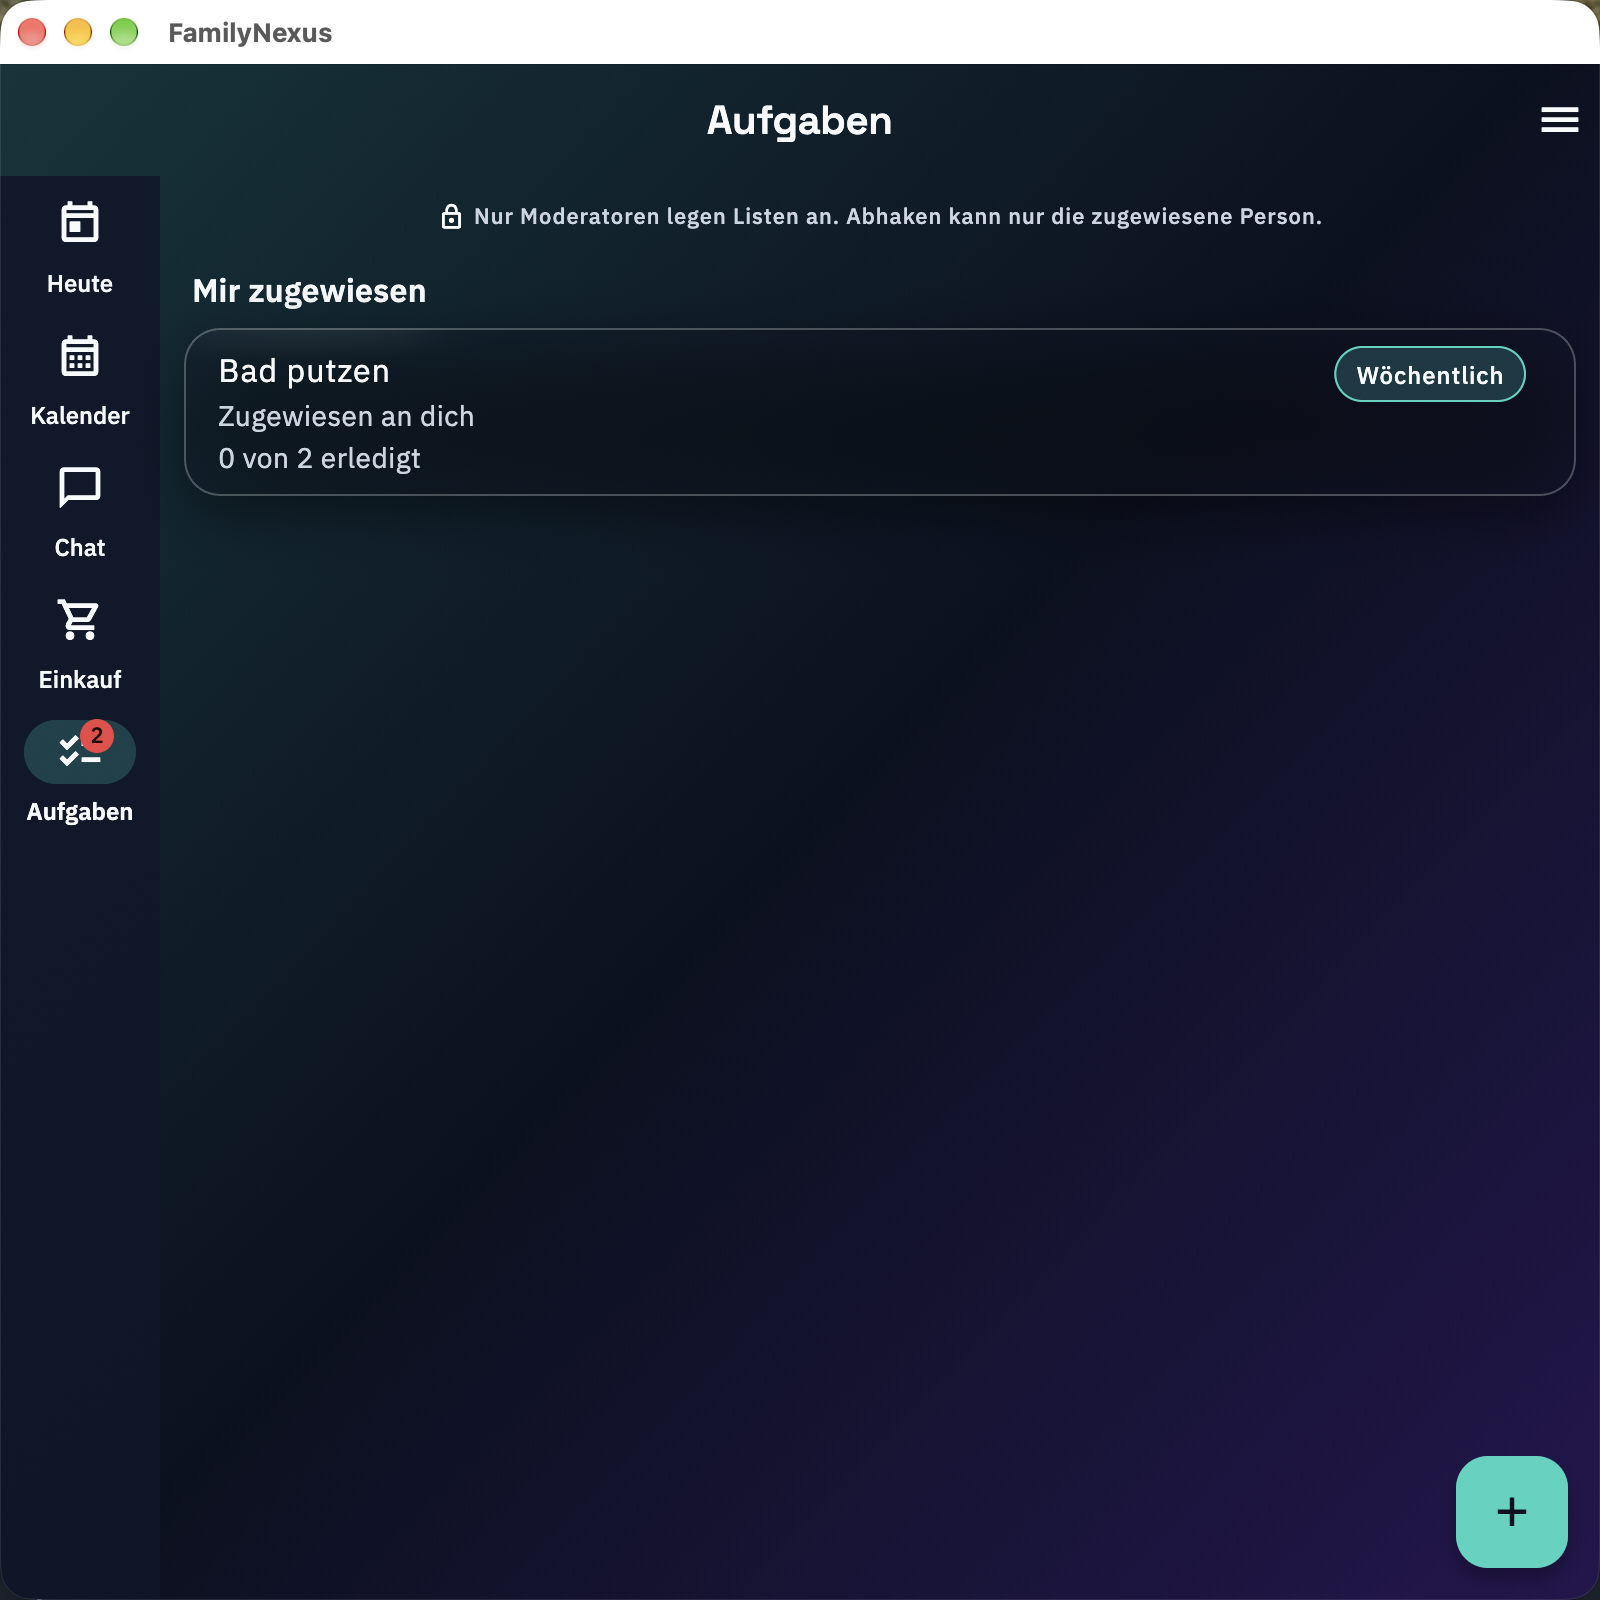 FamilyNexus
Aufgaben
Nur Moderatoren legen Listen an. Abhaken kann nur die zugewiesene Person.
Mir zugewiesen
Bad putzen
Wöchentlich
Zugewiesen an dich
0 von 2 erledigt
Heute
Kalender
Chat
Einkauf
2
Aufgaben
+